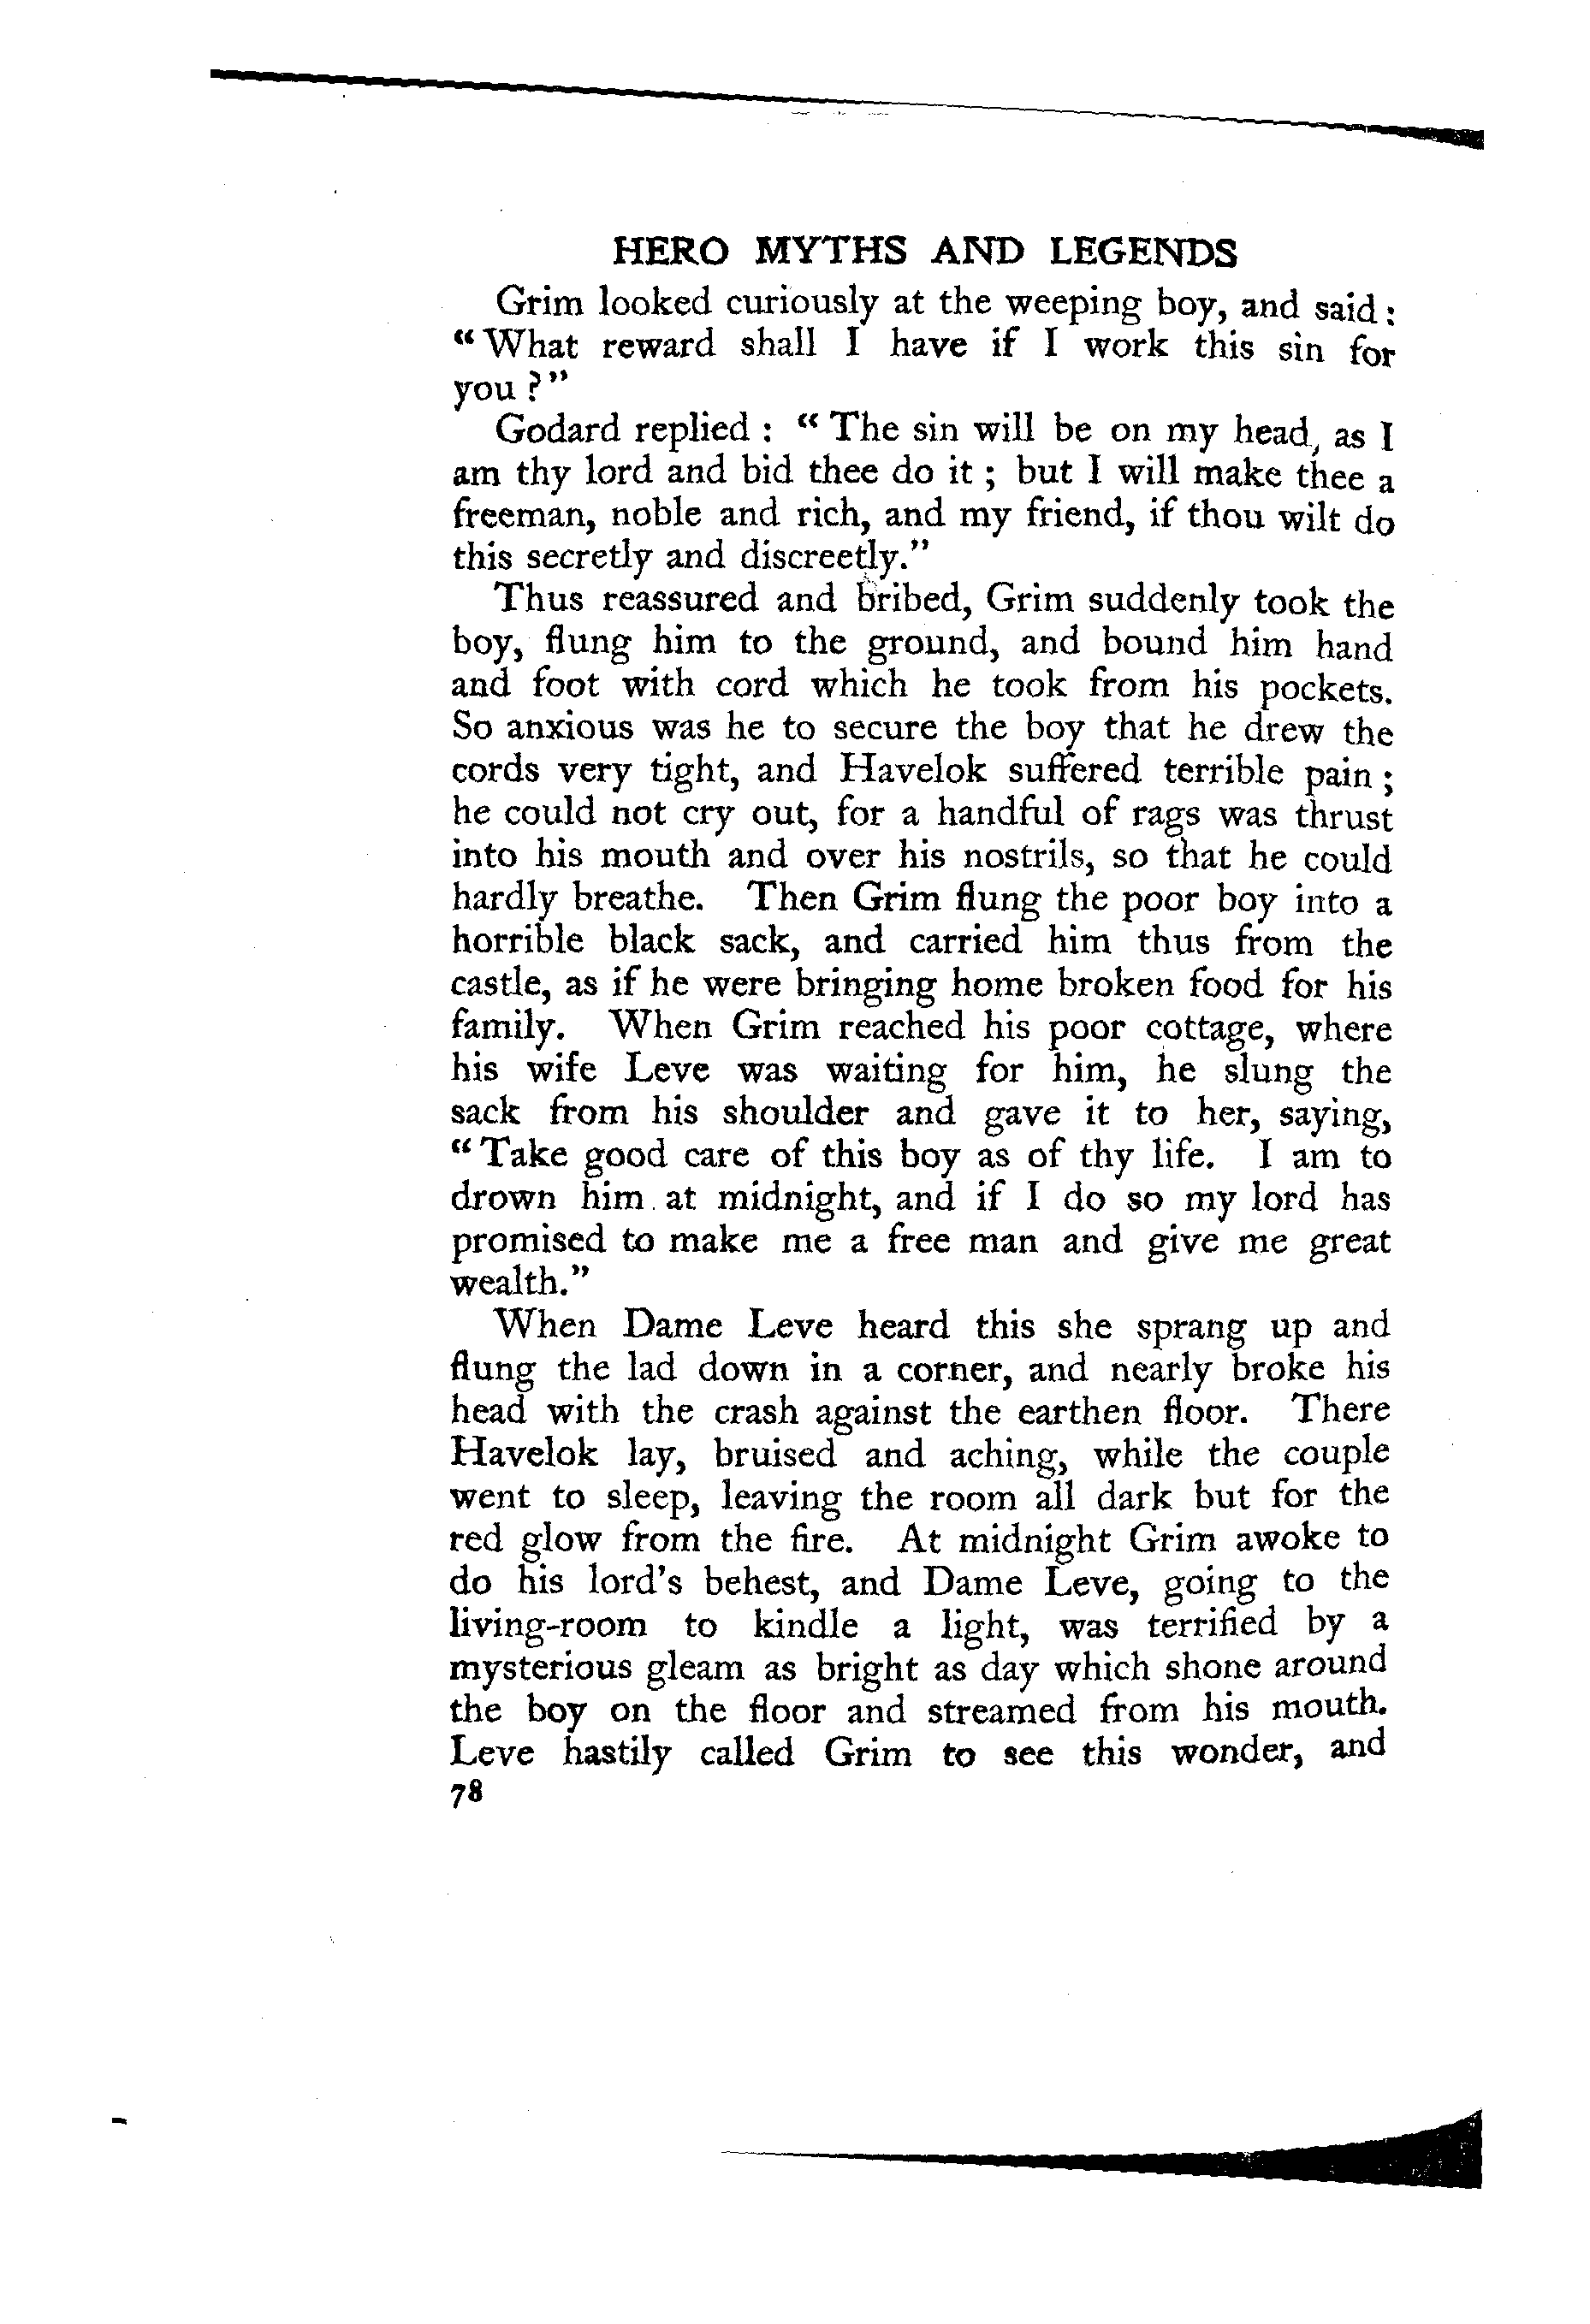 HERO MYTHS AND LEGENDS
Grim looked curiously at the weeping boy, and said :
“ What reward shall I have if I work this sin for
you ? ”
Godard replied : “ The sin will be on my head, as I
am thy lord and bid thee do it ; but I will make thee a
freeman, noble and rich, and my friend, if thou wilt do
this secretly and discreetly.”
Thus reassured and bribed, Grim suddenly took the
boy, flung him to the ground, and bound him hand
and foot with cord which he took from his pockets.
So anxious was he to secure the boy that he drew the
cords very tight, and Havelok suffered terrible pain ;
he could not cry out, for a handful of rags was thrust
into his mouth and over his nostrils, so that he could
hardly breathe. Then Grim flung the poor boy into a
horrible black sack, and carried him thus from the
castle, as if he were bringing home broken food for his
family. When Grim reached his poor cottage, where
his wife Leve was waiting for him, he slung the
sack from his shoulder and gave it to her, saying,
“ Take good care of this boy as of thy life. I am to
drown him at midnight, and if I do so my lord has
promised to make me a free man and give me great
wealth.”
When Dame Leve heard this she sprang up and
flung the lad down in a corner, and nearly broke his
head with the crash against the earthen floor. There
Havelok lay, bruised and aching, while the couple
went to sleep, leaving the room all dark but for the
red glow from the fire. At midnight Grim awoke to
do his lord’s behest, and Dame Leve, going to the
living-room to kindle a light, was terrified by a
mysterious gleam as bright as day which shone around
the boy on the floor and streamed from his mouth.
Leve hastily called Grim to see this wonder, and
78